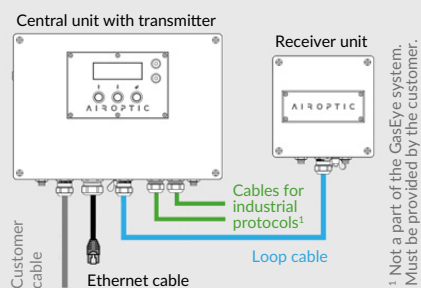 Central unit with transmitter
Receiver unit
AIROPTIC
AIROPTIC
Cables for
industrial
protocols¹
Loop cable
Ethernet cable
Customer
cable
¹ Not a part of the GasEye system.
Must be provided by the customer.